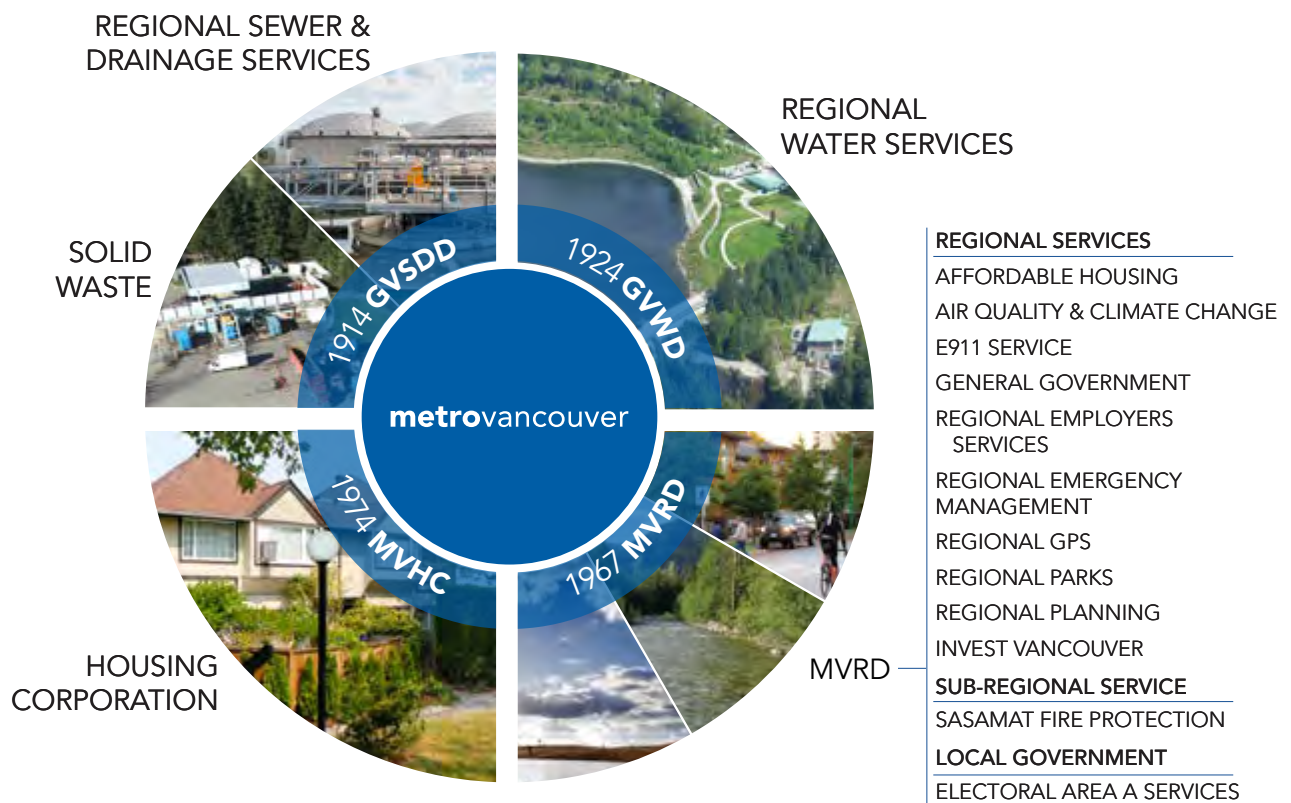 REGIONAL SEWER &
DRAINAGE SERVICES
REGIONAL
WATER SERVICES
SOLID
WASTE
1914 GVSDD
1924 GVWD
metrovancouver
1974 MVHC
1967 MVRD
HOUSING
CORPORATION
MVRD
REGIONAL SERVICES
AFFORDABLE HOUSING
AIR QUALITY & CLIMATE CHANGE
E911 SERVICE
GENERAL GOVERNMENT
REGIONAL EMPLOYERS
SERVICES
REGIONAL EMERGENCY
MANAGEMENT
REGIONAL GPS
REGIONAL PARKS
REGIONAL PLANNING
INVEST VANCOUVER
SUB-REGIONAL SERVICE
SASAMAT FIRE PROTECTION
LOCAL GOVERNMENT
ELECTORAL AREA A SERVICES